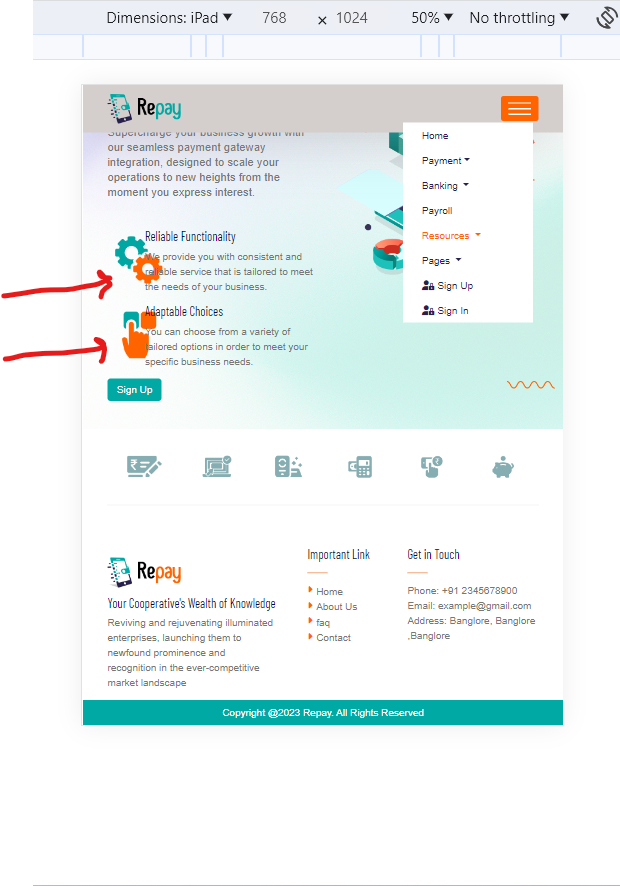 Dimensions: iPad 768 × 1024 50% No throttling
Repay
Home
Payment
Banking
Payroll
Resources
Pages
Sign Up
Sign In
Supercharge your business growth with
our seamless payment gateway
integration, designed to scale your
operations to new heights from the
moment you express interest.
Reliable Functionality
We provide you with consistent and
reliable service that is tailored to meet
the needs of your business.
Adaptable Choices
You can choose from a variety of
tailored options in order to meet your
specific business needs.
Sign Up
Repay
Your Cooperative's Wealth of Knowledge
Reviving and rejuvenating illuminated
enterprises, launching them to
newfound prominence and
recognition in the ever-competitive
market landscape
Important Link
Home
About Us
faq
Contact
Get in Touch
Phone: +91 2345678900
Email: example@gmail.com
Address: Banglore, Banglore
,Banglore
Copyright @2023 Repay. All Rights Reserved